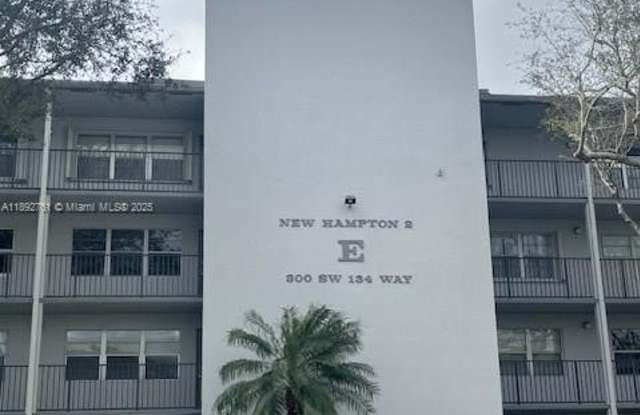 A11892731 © Miami MLS® 2025
NEW HAMPTON 2
E
300 SW 134 WAY